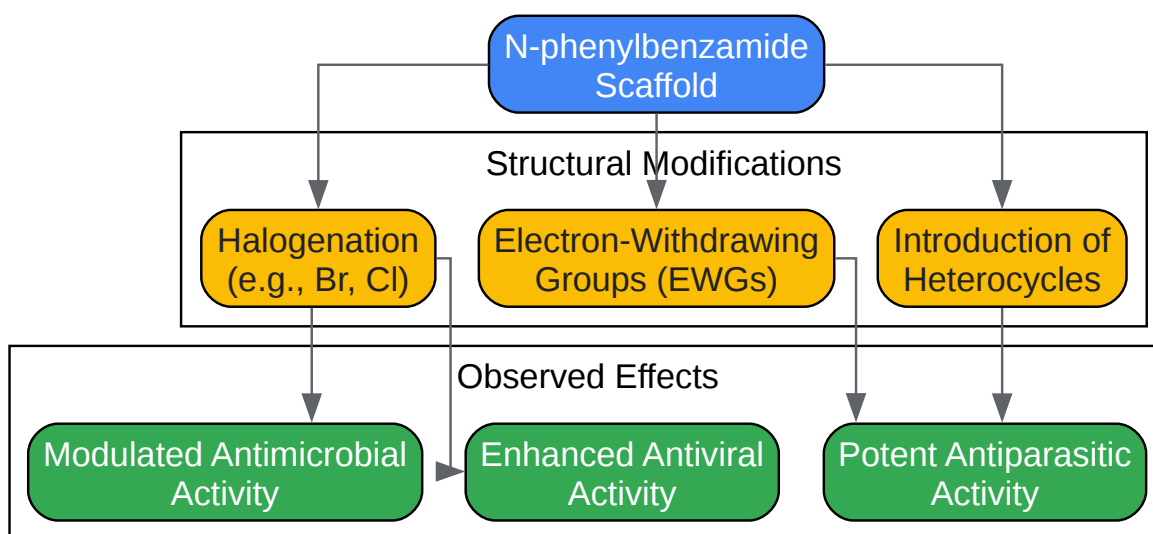 N-phenylbenzamide
Scaffold
Structural Modifications
Halogenation
(e.g., Br, Cl)
Electron-Withdrawing
Groups (EWGs)
Introduction of
Heterocycles
Observed Effects
Modulated Antimicrobial
Activity
Enhanced Antiviral
Activity
Potent Antiparasitic
Activity